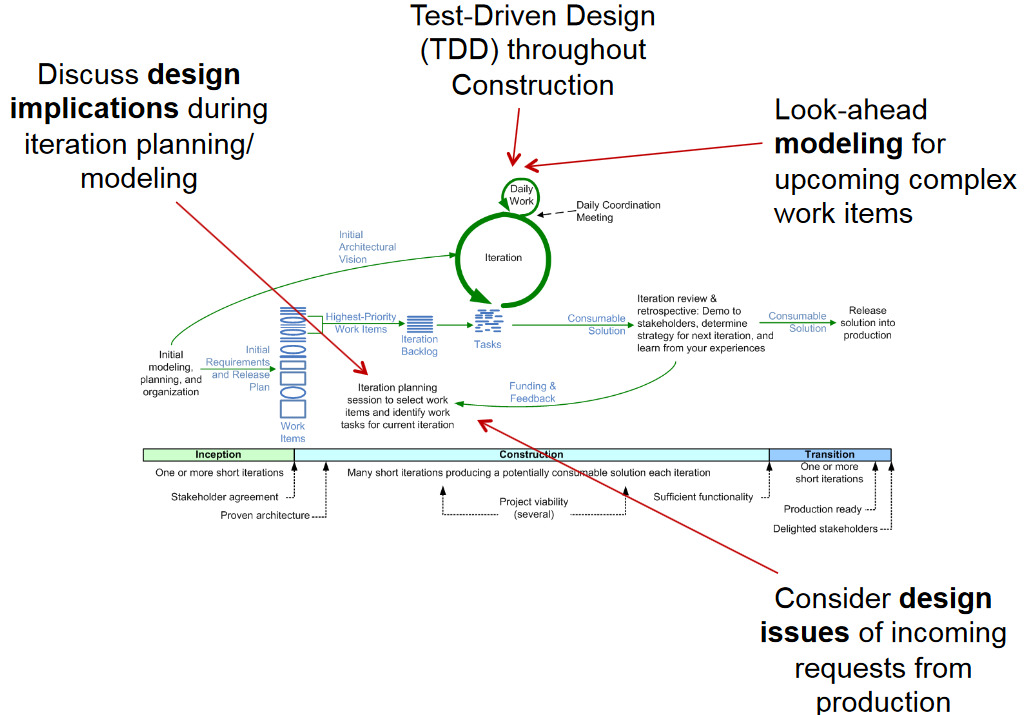 Test-Driven Design
(TDD) throughout
Construction
Discuss design
implications during
iteration planning/
modeling
Look-ahead
modeling for
upcoming complex
work items
Daily
Work
Daily Coordination
Meeting
Initial
Architectural
Vision
Iteration
Highest-Priority
Work Items
Iteration
Backlog
Tasks
Consumable
Solution
Iteration review &
retrospective: Demo to
stakeholders, determine
strategy for next iteration, and
learn from your experiences
Consumable
Solution
Release
solution into
production
Initial
modeling,
planning, and
organization
Initial
Requirements
and Release
Plan
Work
Items
Iteration planning
session to select work
items and identify work
tasks for current iteration
Funding &
Feedback
Inception
Construction
Transition
One or more short iterations
Many short iterations producing a potentially consumable solution each iteration
One or more
short iterations
Stakeholder agreement
Proven architecture
Project viability
(several)
Sufficient functionality
Production ready
Delighted stakeholders
Consider design
issues of incoming
requests from
production